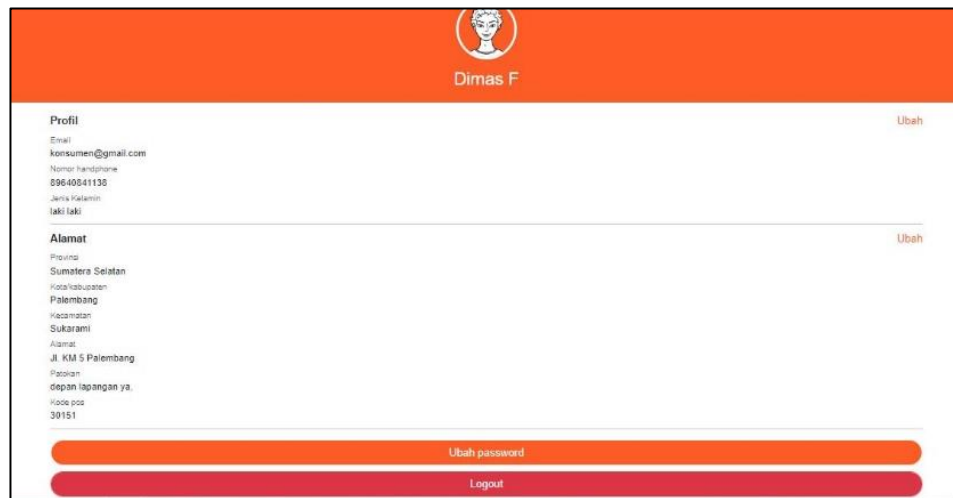 Dimas F
Profil Ubah
Email
konsumen@gmail.com
Nomor handphone
89640841138
Jenis Kelamin
laki laki
Alamat Ubah
Provinsi
Sumatera Selatan
Kota/kabupaten
Palembang
Kecamatan
Sukarami
Alamat
Jl. KM 5 Palembang
Patokan
depan lapangan ya.
Kode pos
30151
Ubah password
Logout